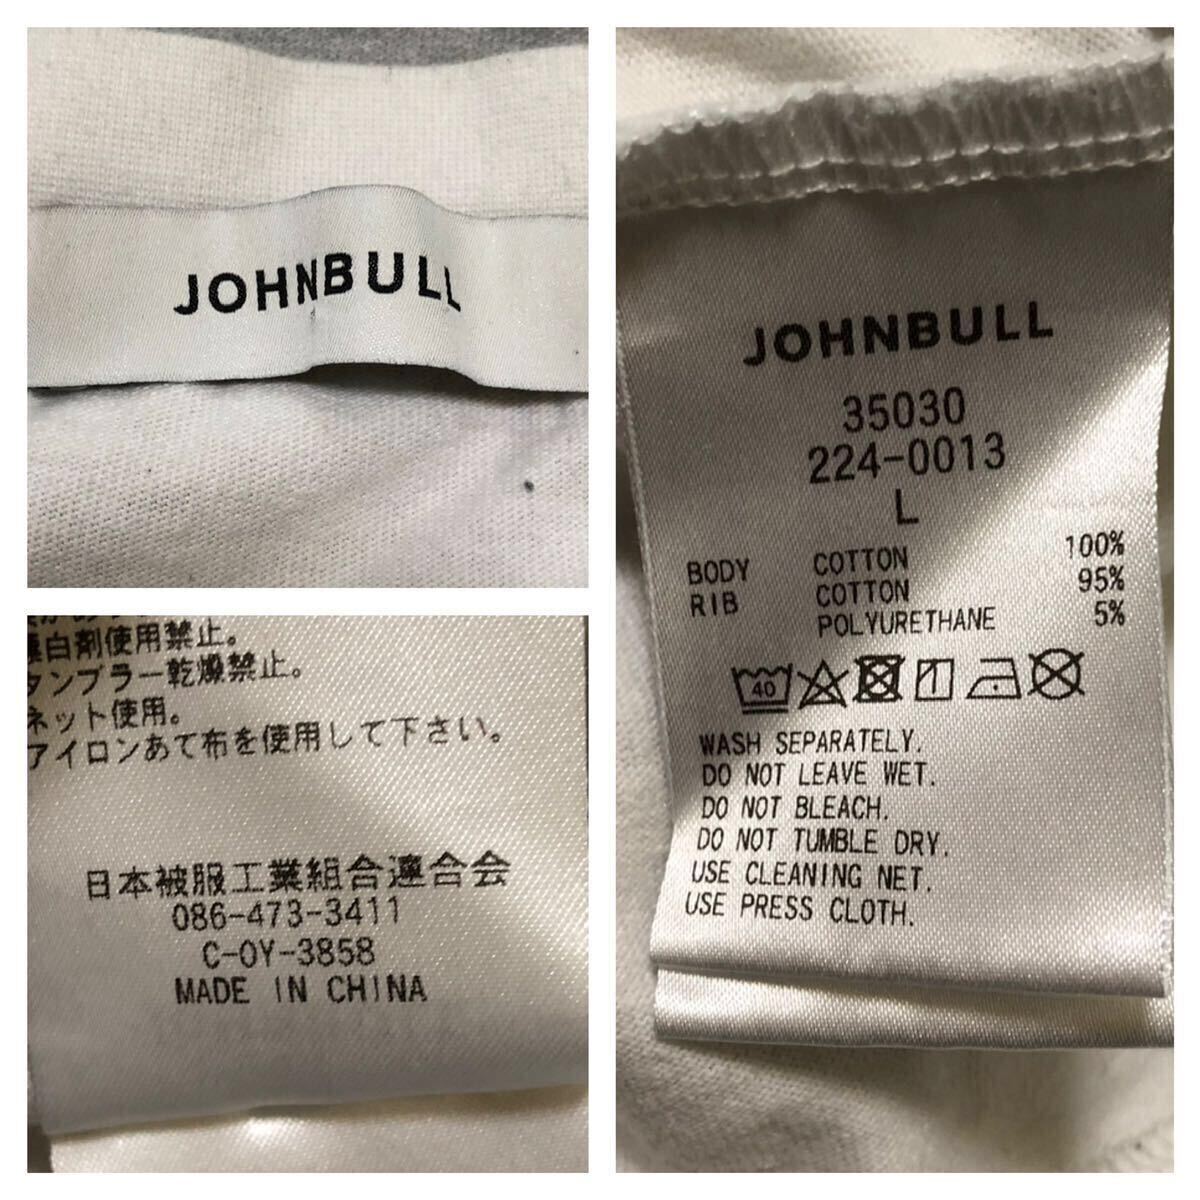 JOHNBULL
白剤使用禁止。
タンブラー乾燥禁止。
ネット使用。
アイロンあて布を使用して下さい。
日本被服工業組合連合会
086-473-3411
C-OY-3858
MADE IN CHINA
JOHNBULL
35030
224-0013
L
BODY COTTON 100%
RIB COTTON 95%
POLYURETHANE 5%
40
WASH SEPARATELY.
DO NOT LEAVE WET.
DO NOT BLEACH.
DO NOT TUMBLE DRY.
USE CLEANING NET.
USE PRESS CLOTH.